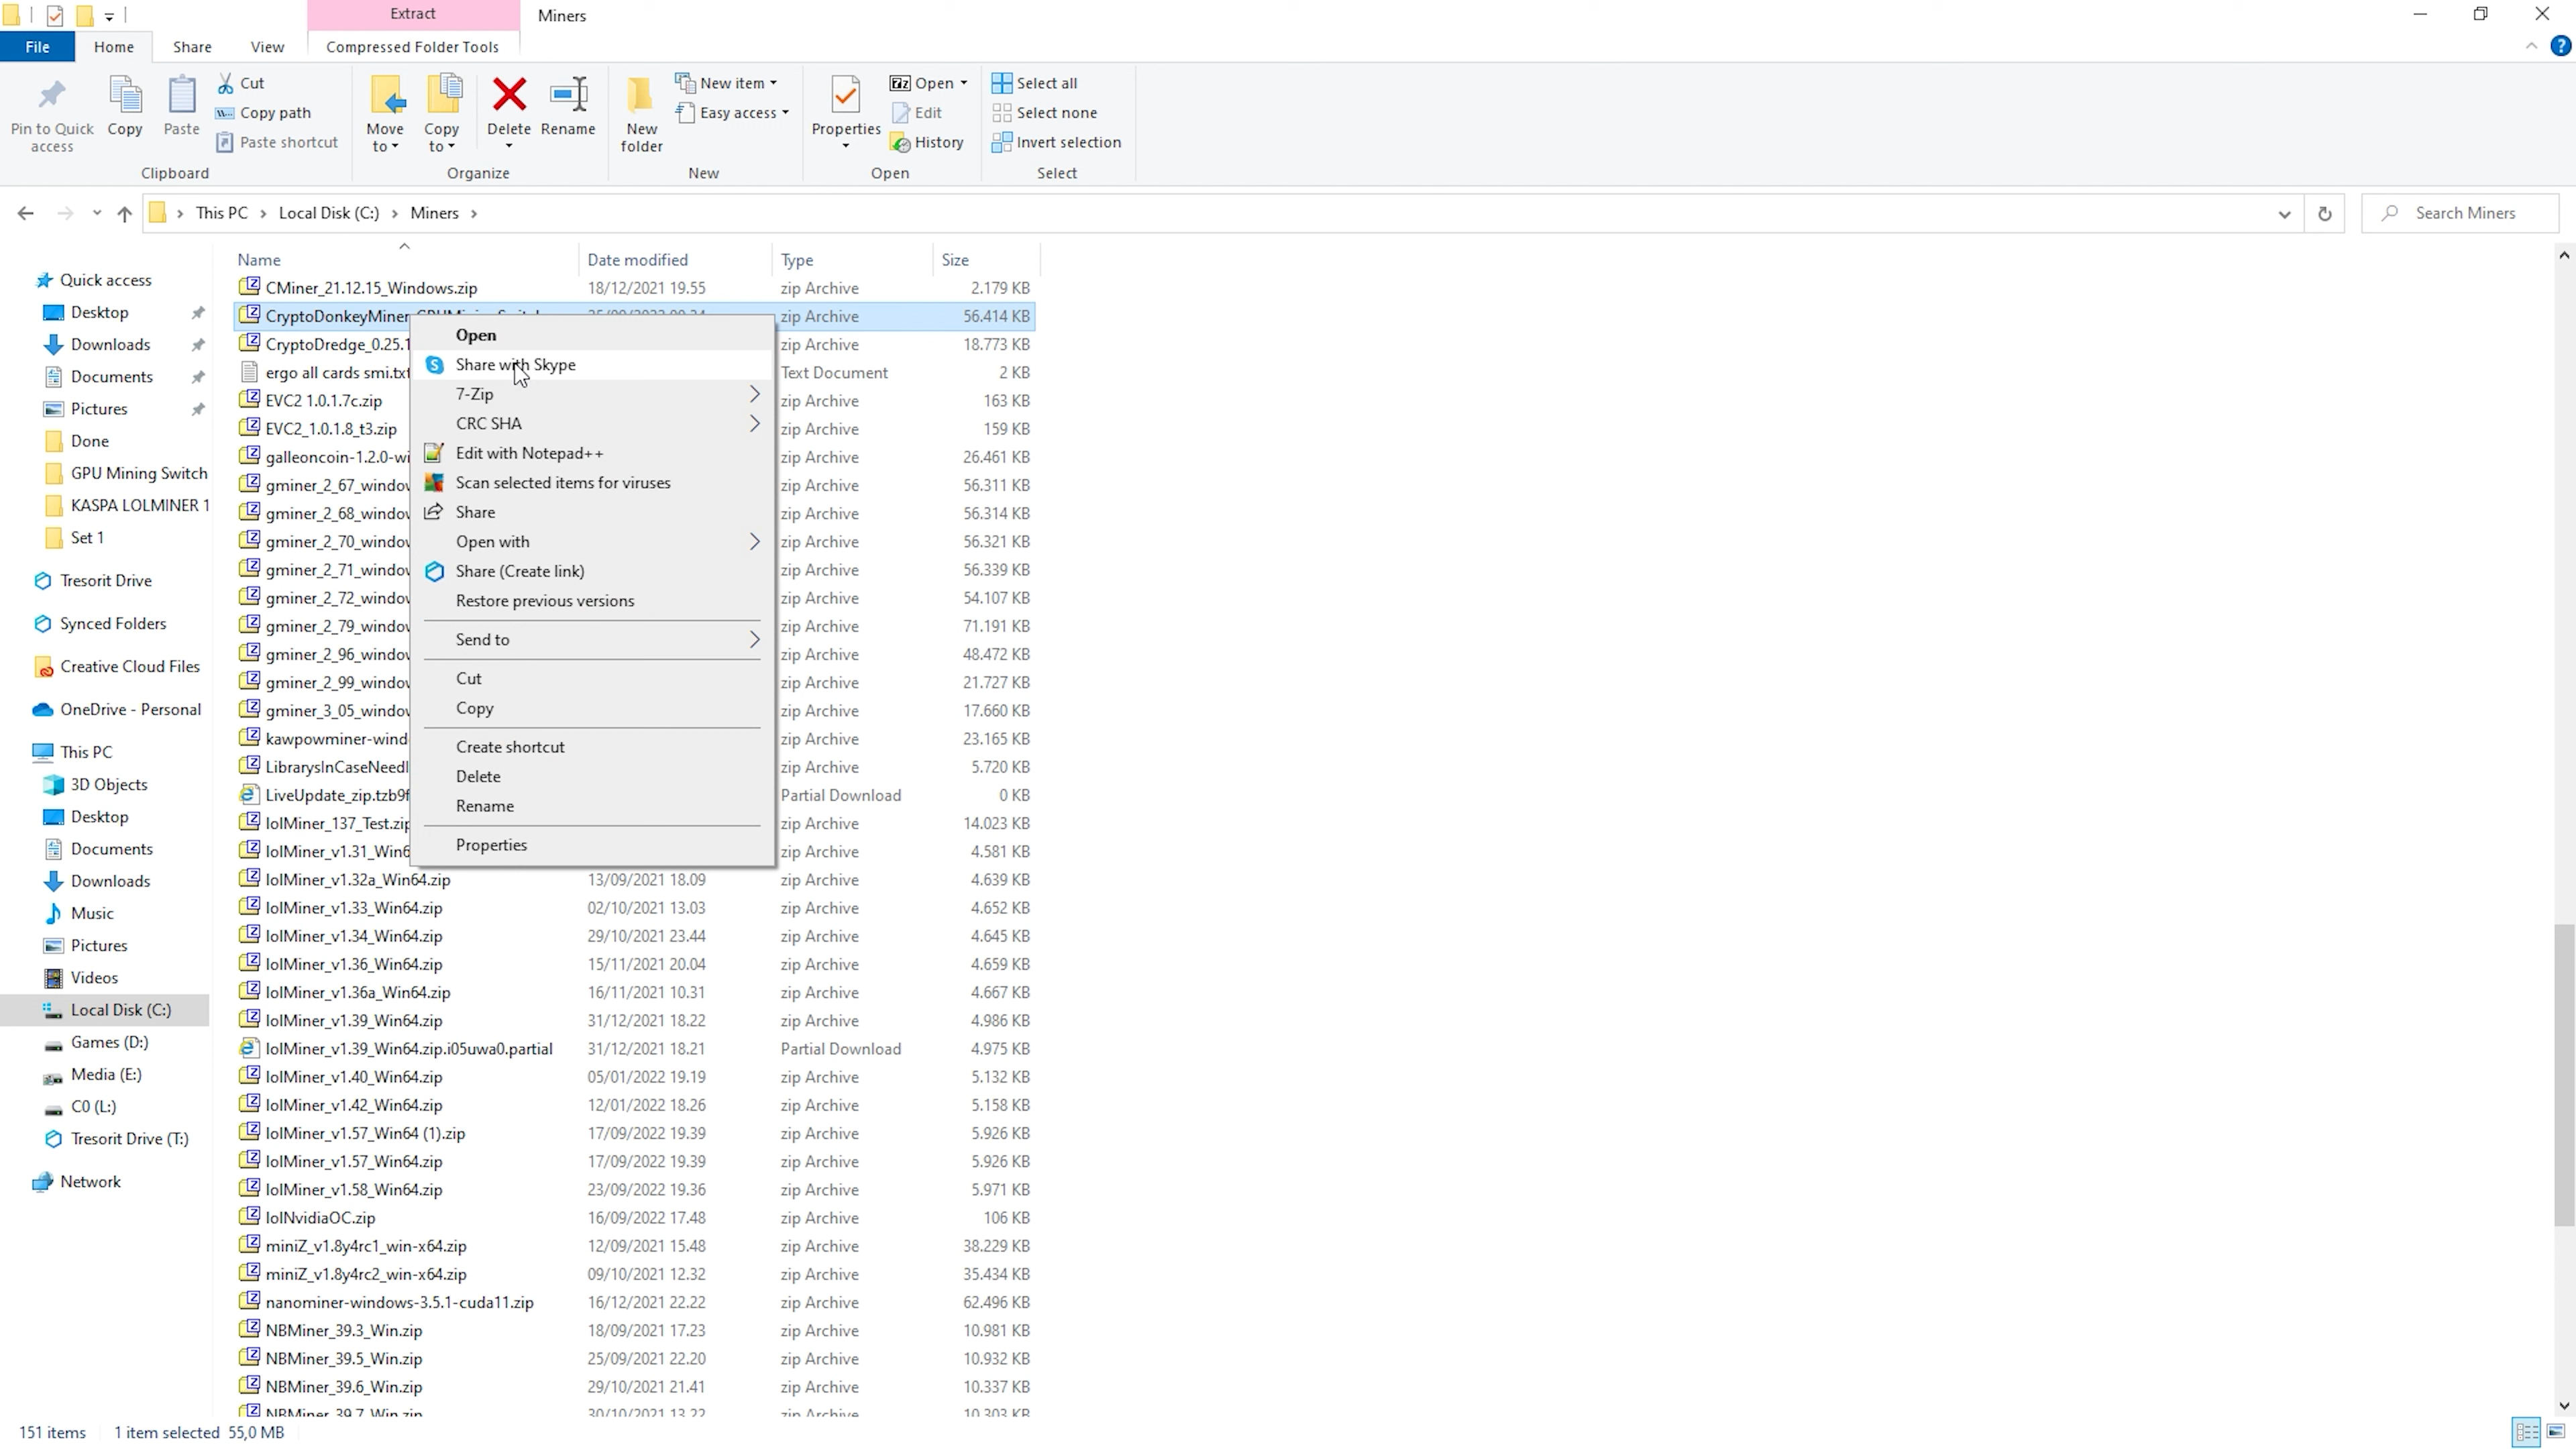 Extract
Miners
File
Home
Share
View
Compressed Folder Tools
Pin to Quick access
Copy
Paste
Cut
Copy path
Paste shortcut
Clipboard
Move to
Copy to
Delete
Rename
Organize
New folder
New item
Easy access
New
Properties
Open
Edit
History
Open
Select all
Select none
Invert selection
Select
This PC
Local Disk (C:)
Miners
Search Miners
Quick access
Desktop
Downloads
Documents
Pictures
Done
GPU Mining Switch
KASPA LOLMINER 1
Set 1
Tresorit Drive
Synced Folders
Creative Cloud Files
OneDrive - Personal
This PC
3D Objects
Desktop
Documents
Downloads
Music
Pictures
Videos
Local Disk (C:)
Games (D:)
Media (E:)
C0 (L:)
Tresorit Drive (T:)
Network
Name Date modified Type Size
CMiner_21.12.15_Windows.zip 18/12/2021 19.55 zip Archive 2.179 KB
CryptoDonkeyMiner zip Archive 56.414 KB
CryptoDredge_0.25.1 zip Archive 18.773 KB
ergo all cards smi.txt Text Document 2 KB
EVC2 1.0.1.7c.zip zip Archive 163 KB
EVC2_1.0.1.8_t3.zip zip Archive 159 KB
galleoncoin-1.2.0-wi zip Archive 26.461 KB
gminer_2_67_window zip Archive 56.311 KB
gminer_2_68_window zip Archive 56.314 KB
gminer_2_70_window zip Archive 56.321 KB
gminer_2_71_window zip Archive 56.339 KB
gminer_2_72_window zip Archive 54.107 KB
gminer_2_79_window zip Archive 71.191 KB
gminer_2_96_window zip Archive 48.472 KB
gminer_2_99_window zip Archive 21.727 KB
gminer_3_05_window zip Archive 17.660 KB
kawpowminer-wind zip Archive 23.165 KB
LibrarysInCaseNeedI zip Archive 5.720 KB
LiveUpdate_zip.tzb9f Partial Download 0 KB
lolMiner_137_Test.zip zip Archive 14.023 KB
lolMiner_v1.31_Win6 zip Archive 4.581 KB
lolMiner_v1.32a_Win64.zip 13/09/2021 18.09 zip Archive 4.639 KB
lolMiner_v1.33_Win64.zip 02/10/2021 13.03 zip Archive 4.652 KB
lolMiner_v1.34_Win64.zip 29/10/2021 23.44 zip Archive 4.645 KB
lolMiner_v1.36_Win64.zip 15/11/2021 20.04 zip Archive 4.659 KB
lolMiner_v1.36a_Win64.zip 16/11/2021 10.31 zip Archive 4.667 KB
lolMiner_v1.39_Win64.zip 31/12/2021 18.22 zip Archive 4.986 KB
lolMiner_v1.39_Win64.zip.i05uwa0.partial 31/12/2021 18.21 Partial Download 4.975 KB
lolMiner_v1.40_Win64.zip 05/01/2022 19.19 zip Archive 5.132 KB
lolMiner_v1.42_Win64.zip 12/01/2022 18.26 zip Archive 5.158 KB
lolMiner_v1.57_Win64 (1).zip 17/09/2022 19.39 zip Archive 5.926 KB
lolMiner_v1.57_Win64.zip 17/09/2022 19.39 zip Archive 5.926 KB
lolMiner_v1.58_Win64.zip 23/09/2022 19.36 zip Archive 5.971 KB
lolNvidiaOC.zip 16/09/2022 17.48 zip Archive 106 KB
miniZ_v1.8y4rc1_win-x64.zip 12/09/2021 15.48 zip Archive 38.229 KB
miniZ_v1.8y4rc2_win-x64.zip 09/10/2021 12.32 zip Archive 35.434 KB
nanominer-windows-3.5.1-cuda11.zip 16/12/2021 22.22 zip Archive 62.496 KB
NBMiner_39.3_Win.zip 18/09/2021 17.23 zip Archive 10.981 KB
NBMiner_39.5_Win.zip 25/09/2021 22.20 zip Archive 10.932 KB
NBMiner_39.6_Win.zip 29/10/2021 21.41 zip Archive 10.337 KB
NBMiner_39.7_Win.zip 30/10/2021 13.22 zip Archive 10.303 KB
Open
Share with Skype
7-Zip
CRC SHA
Edit with Notepad++
Scan selected items for viruses
Share
Open with
Share (Create link)
Restore previous versions
Send to
Cut
Copy
Create shortcut
Delete
Rename
Properties
151 items 1 item selected 55,0 MB